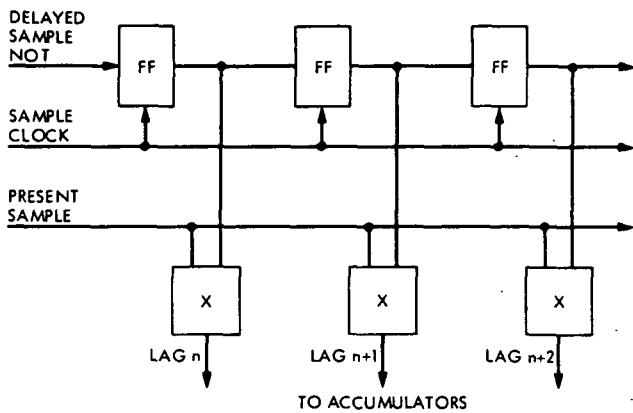 DELAYED
SAMPLE
NOT
FF
FF
FF
SAMPLE
CLOCK
PRESENT
SAMPLE
X
X
X
LAG n
LAG n+1
LAG n+2
TO ACCUMULATORS